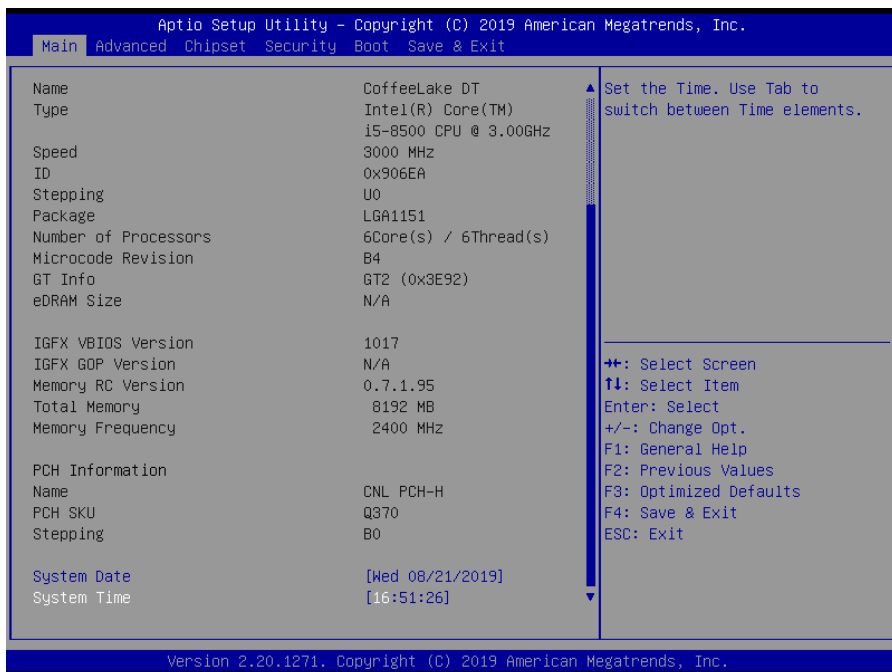 Aptio Setup Utility – Copyright (C) 2019 American Megatrends, Inc.
Main Advanced Chipset Security Boot Save & Exit
Name CoffeeLake DT
Type Intel(R) Core(TM)
i5-8500 CPU @ 3.00GHz
Speed 3000 MHz
ID 0x906EA
Stepping U0
Package LGA1151
Number of Processors 6Core(s) / 6Thread(s)
Microcode Revision B4
GT Info GT2 (0x3E92)
eDRAM Size N/A
IGFX VBIOS Version 1017
IGFX GOP Version N/A
Memory RC Version 0.7.1.95
Total Memory 8192 MB
Memory Frequency 2400 MHz
PCH Information
Name CNL PCH-H
PCH SKU Q370
Stepping B0
System Date [Wed 08/21/2019]
System Time [16:51:26]
Set the Time. Use Tab to
switch between Time elements.
→←: Select Screen
↑↓: Select Item
Enter: Select
+/-: Change Opt.
F1: General Help
F2: Previous Values
F3: Optimized Defaults
F4: Save & Exit
ESC: Exit
Version 2.20.1271. Copyright (C) 2019 American Megatrends, Inc.